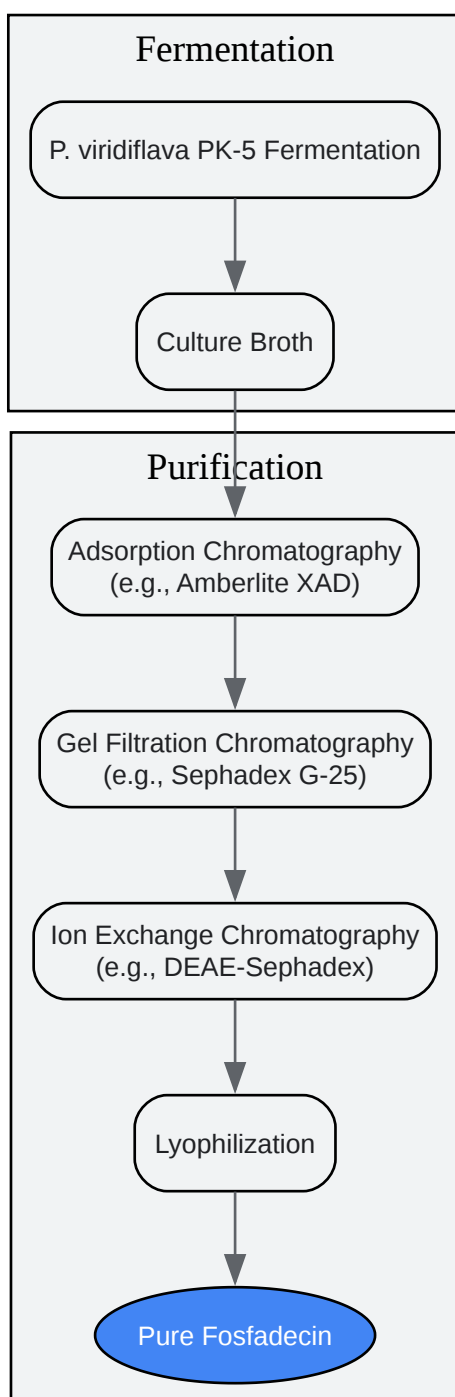 Fermentation
P. viridiflava PK-5 Fermentation
Culture Broth
Purification
Adsorption Chromatography
(e.g., Amberlite XAD)
Gel Filtration Chromatography
(e.g., Sephadex G-25)
Ion Exchange Chromatography
(e.g., DEAE-Sephadex)
Lyophilization
Pure Fosfadecin